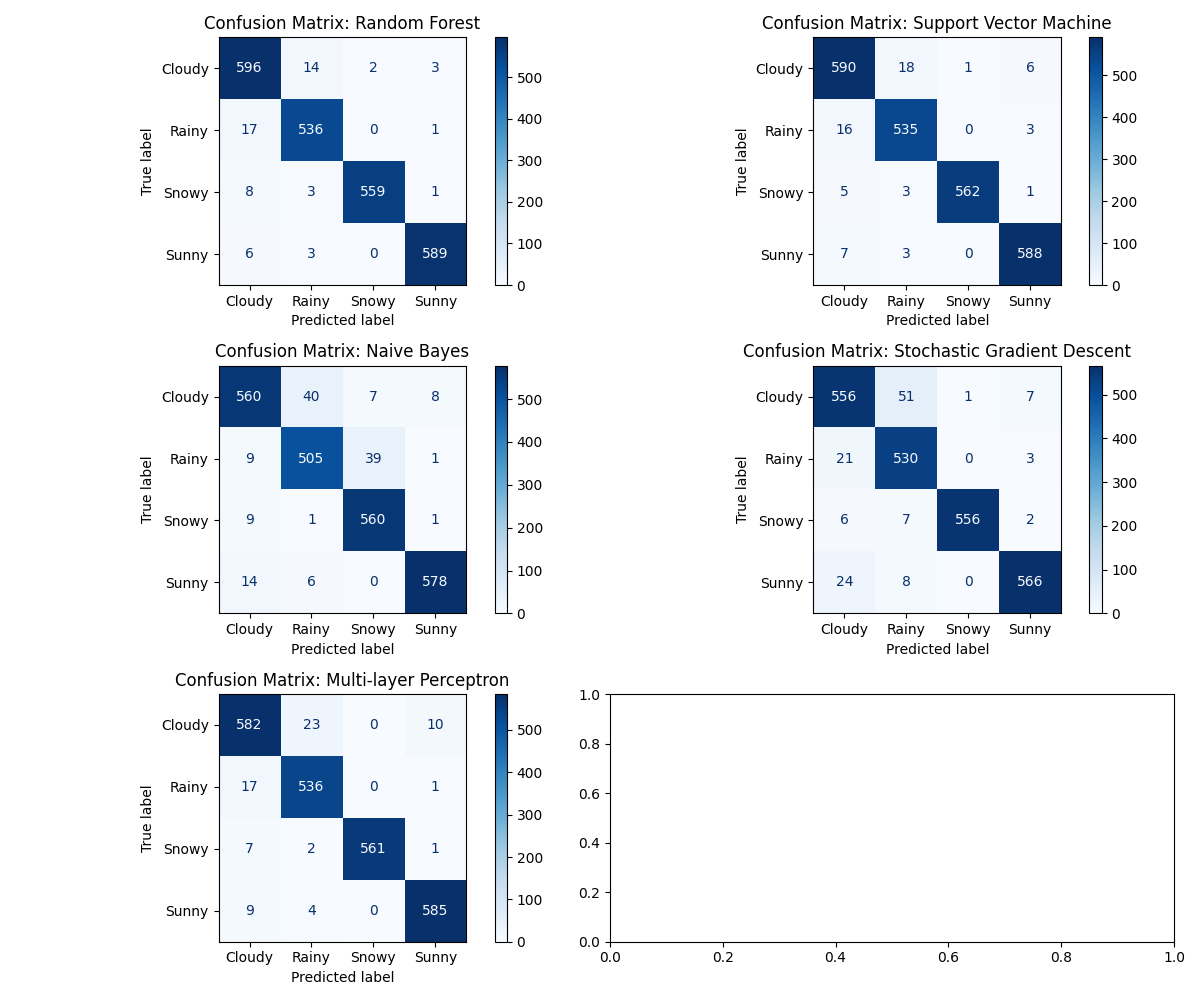 Confusion Matrix: Random Forest
Cloudy 596 14 2 3
Rainy 17 536 0 1
Snowy 8 3 559 1
Sunny 6 3 0 589
Cloudy Rainy Snowy Sunny
Predicted label
True label
500
400
300
200
100
0
Confusion Matrix: Support Vector Machine
Cloudy 590 18 1 6
Rainy 16 535 0 3
Snowy 5 3 562 1
Sunny 7 3 0 588
Cloudy Rainy Snowy Sunny
Predicted label
True label
500
400
300
200
100
0
Confusion Matrix: Naive Bayes
Cloudy 560 40 7 8
Rainy 9 505 39 1
Snowy 9 1 560 1
Sunny 14 6 0 578
Cloudy Rainy Snowy Sunny
Predicted label
True label
500
400
300
200
100
0
Confusion Matrix: Stochastic Gradient Descent
Cloudy 556 51 1 7
Rainy 21 530 0 3
Snowy 6 7 556 2
Sunny 24 8 0 566
Cloudy Rainy Snowy Sunny
Predicted label
True label
500
400
300
200
100
0
Confusion Matrix: Multi-layer Perceptron
Cloudy 582 23 0 10
Rainy 17 536 0 1
Snowy 7 2 561 1
Sunny 9 4 0 585
Cloudy Rainy Snowy Sunny
Predicted label
True label
500
400
300
200
100
0
1.0
0.8
0.6
0.4
0.2
0.0
0.0 0.2 0.4 0.6 0.8 1.0